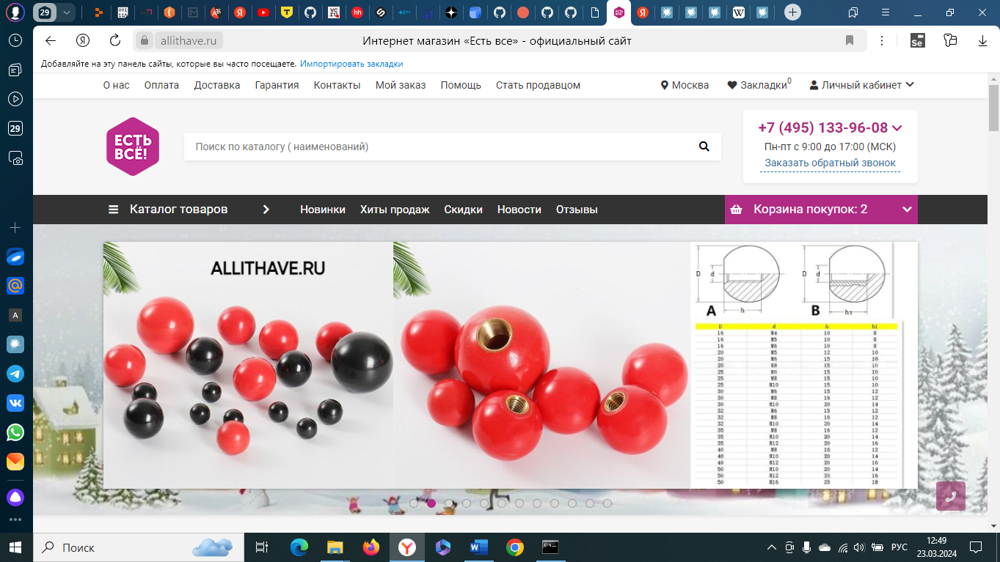 29
allithave.ru
Интернет магазин «Есть все» - официальный сайт
Добавляйте на эту панель сайты, которые вы часто посещаете. Импортировать закладки
О нас Оплата Доставка Гарантия Контакты Мой заказ Помощь Стать продавцом Москва Закладки 0 Личный кабинет
ЕСТЬ
ВСЁ!
Поиск по каталогу ( наименований)
+7 (495) 133-96-08
Пн-пт с 9:00 до 17:00 (МСК)
Заказать обратный звонок
Каталог товаров Новинки Хиты продаж Скидки Новости Отзывы Корзина покупок: 2
ALLITHAVE.RU
D d D d
A h B h1
D d h h1
16 M4 10 8
16 M5 10 8
16 M6 10 8
20 M5 12 10
20 M6 15 10
20 M8 15 10
25 M6 15 10
25 M8 15 10
25 M10 15 10
30 M6 15 12
30 M8 16 12
30 M10 20 14
32 M6 15 12
32 M8 16 12
32 M10 20 14
35 M8 16 12
35 M10 20 14
35 M12 20 16
40 M8 16 12
40 M10 20 14
40 M12 20 16
50 M10 20 14
50 M12 20 16
50 M16 25 18
29
A
Поиск
РУС
12:49
23.03.2024